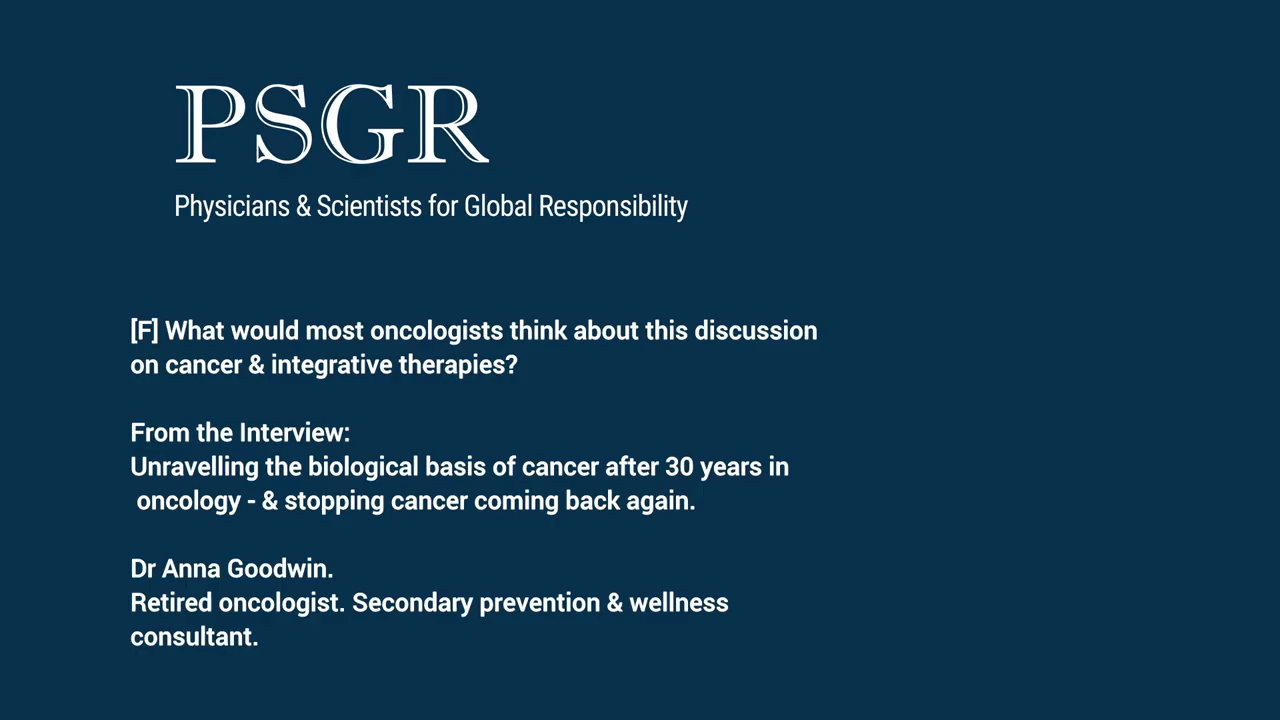 PSGR
Physicians & Scientists for Global Responsibility
[F] What would most oncologists think about this discussion
on cancer & integrative therapies?
From the Interview:
Unravelling the biological basis of cancer after 30 years in
oncology - & stopping cancer coming back again.
Dr Anna Goodwin.
Retired oncologist. Secondary prevention & wellness
consultant.